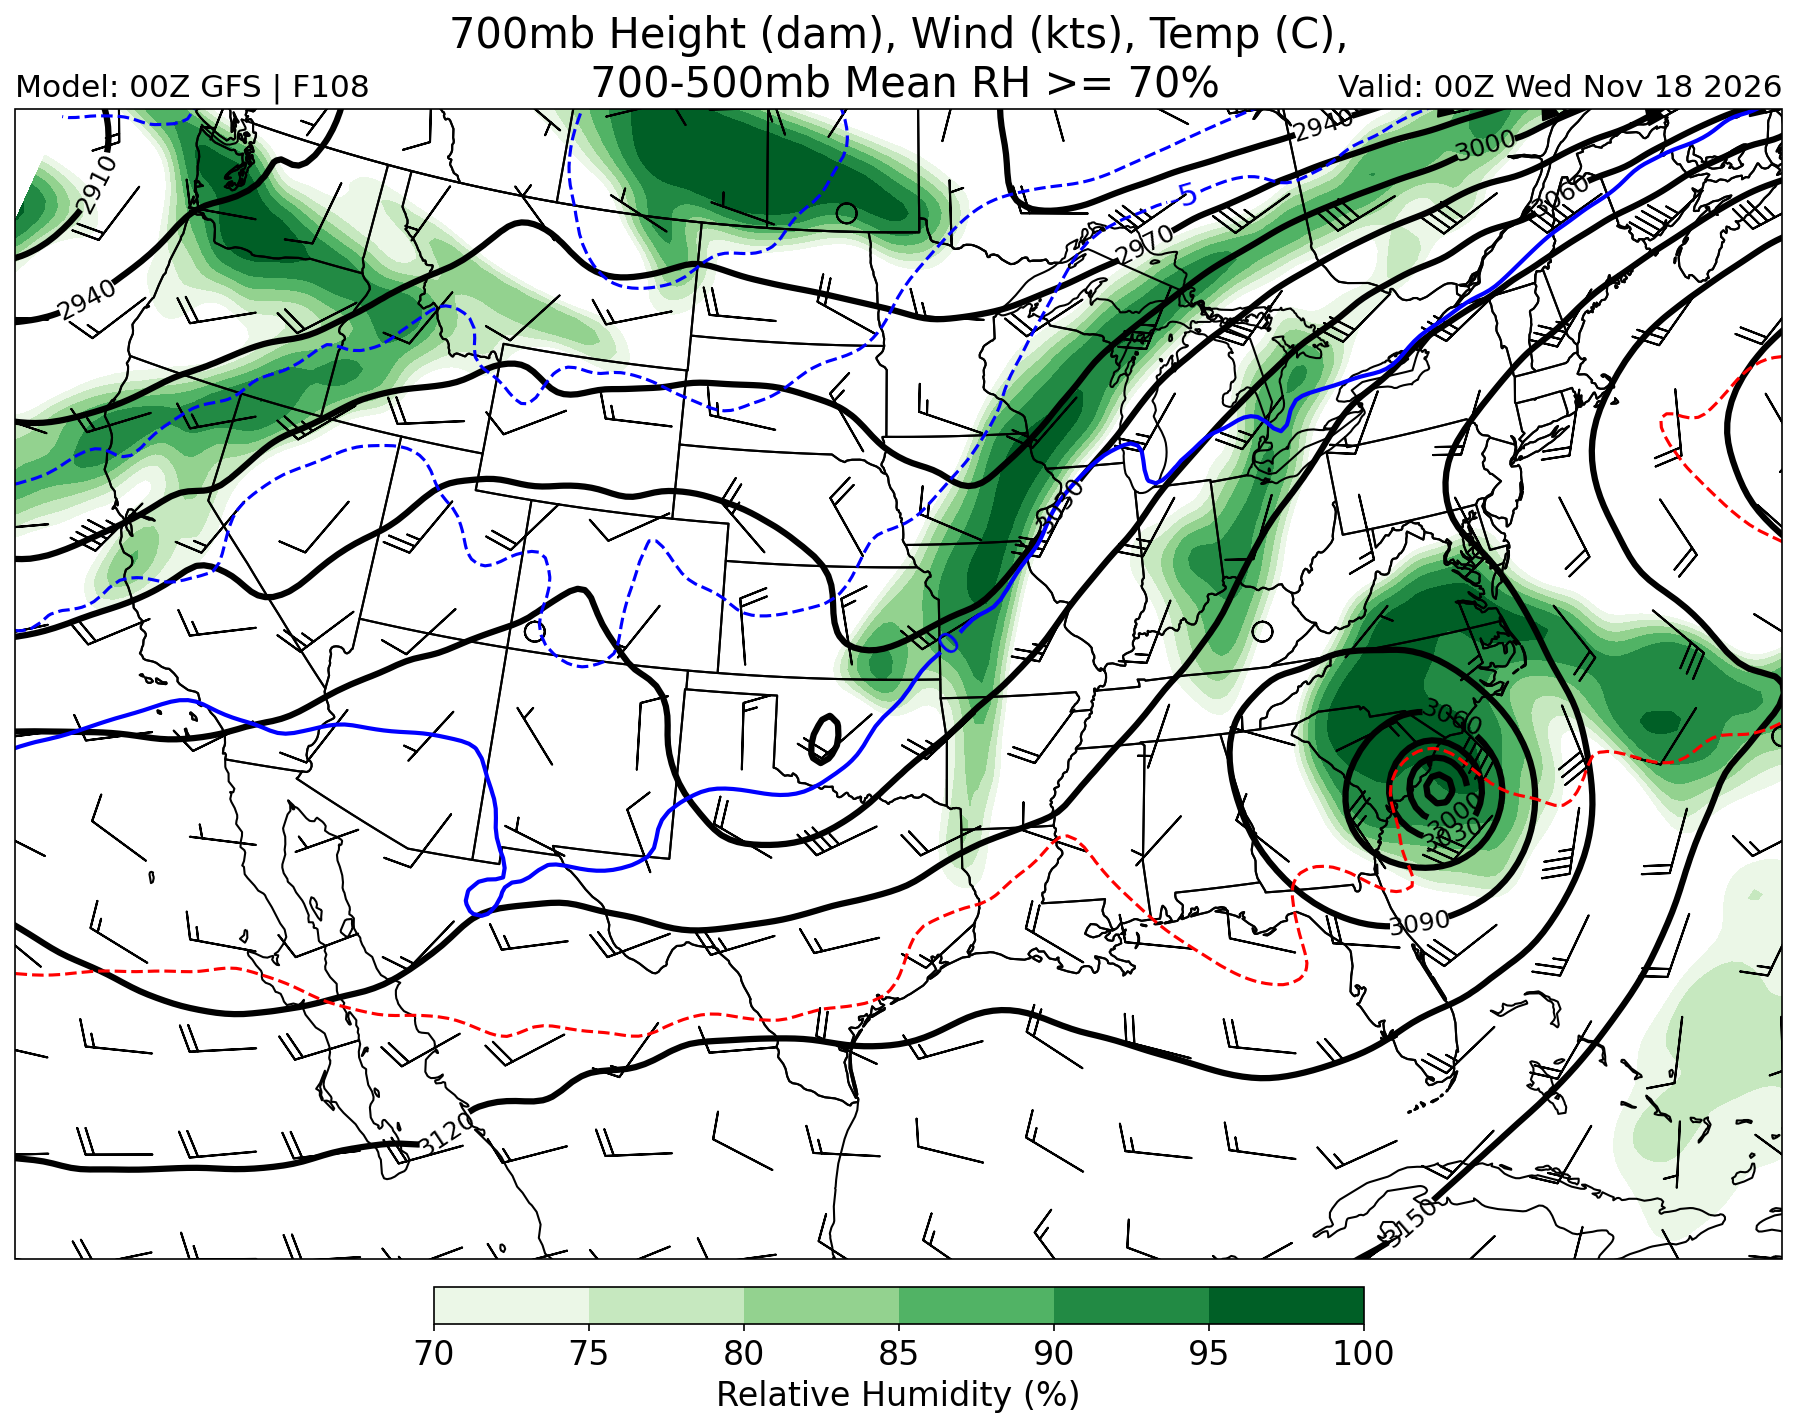 700mb Height (dam), Wind (kts), Temp (C),
Model: 00Z GFS | F108
700-500mb Mean RH >= 70%
Valid: 00Z Wed Nov 18 2026
2940
3000
2910
3060
-5
2970
2940
3030
0
3060
3000
3030
3090
3120
3150
70 75 80 85 90 95 100
Relative Humidity (%)